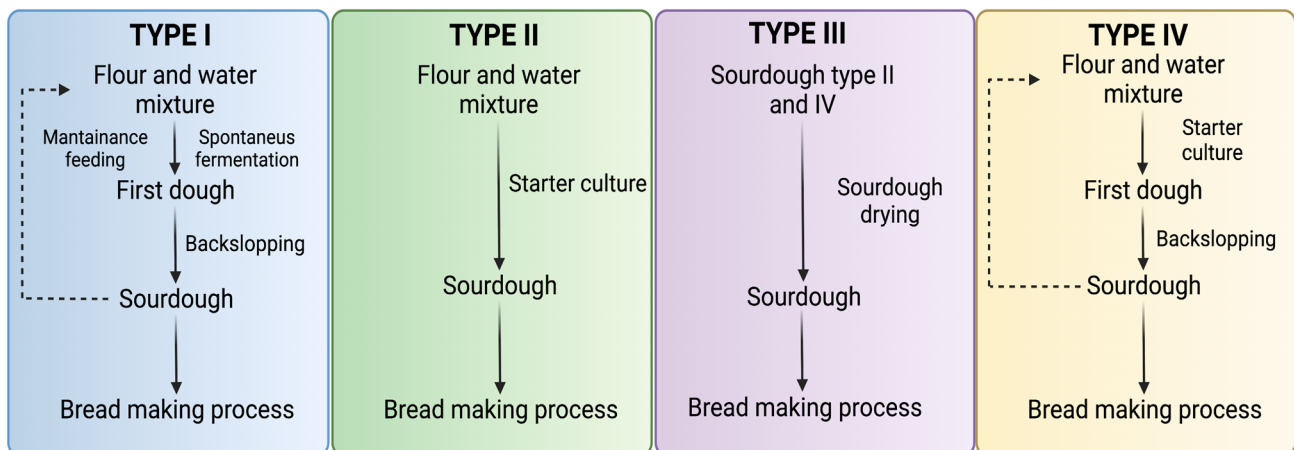 TYPE I
Flour and water
mixture
Mantainance
feeding
Spontaneus
fermentation
First dough
Backslopping
Sourdough
Bread making process
TYPE II
Flour and water
mixture
Starter culture
Sourdough
Bread making process
TYPE III
Sourdough type II
and IV
Sourdough
drying
Sourdough
Bread making process
TYPE IV
Flour and water
mixture
Starter
culture
First dough
Backslopping
Sourdough
Bread making process